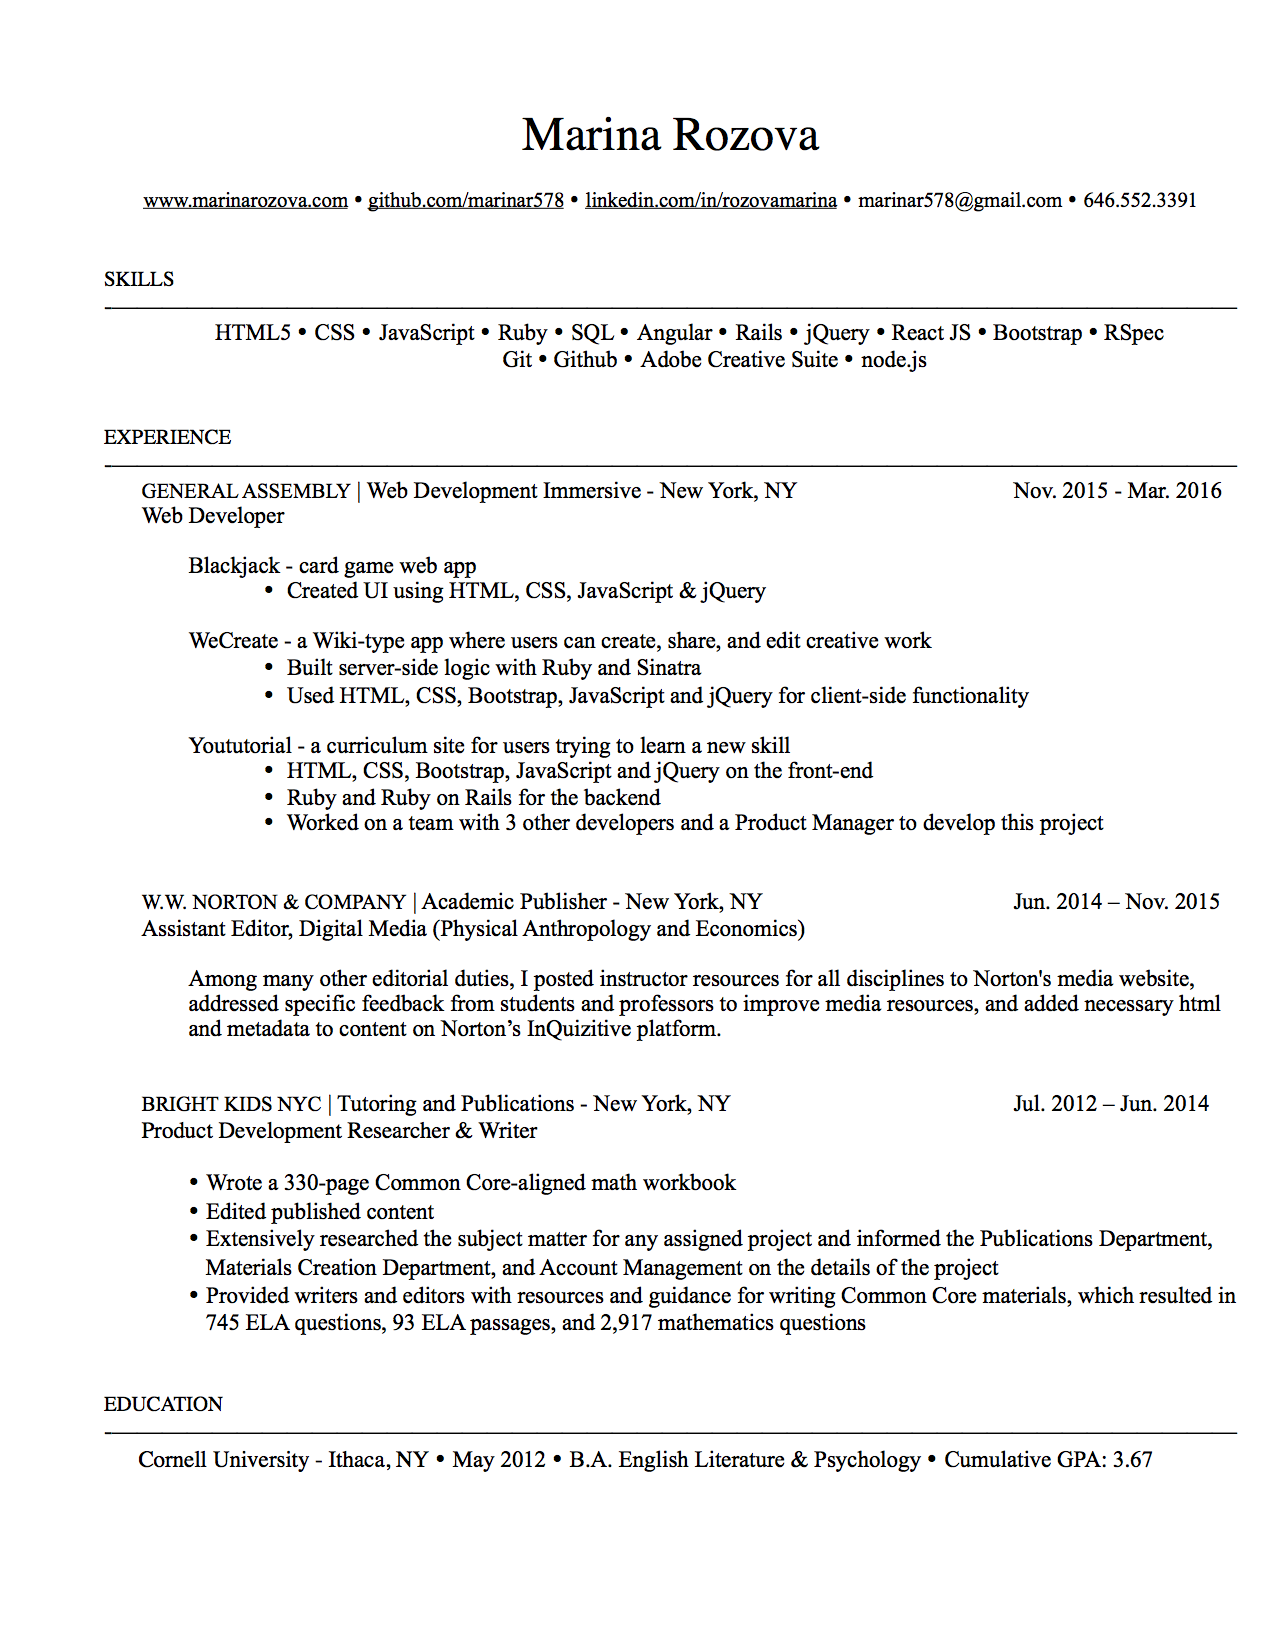 Marina Rozova
www.marinarozova.com • github.com/marinar578 • linkedin.com/in/rozovamarina • marinar578@gmail.com • 646.552.3391
SKILLS
HTML5 • CSS • JavaScript • Ruby • SQL • Angular • Rails • jQuery • React JS • Bootstrap • RSpec
Git • Github • Adobe Creative Suite • node.js
EXPERIENCE
GENERAL ASSEMBLY | Web Development Immersive - New York, NY Nov. 2015 - Mar. 2016
Web Developer
Blackjack - card game web app
• Created UI using HTML, CSS, JavaScript & jQuery
WeCreate - a Wiki-type app where users can create, share, and edit creative work
• Built server-side logic with Ruby and Sinatra
• Used HTML, CSS, Bootstrap, JavaScript and jQuery for client-side functionality
Yoututorial - a curriculum site for users trying to learn a new skill
• HTML, CSS, Bootstrap, JavaScript and jQuery on the front-end
• Ruby and Ruby on Rails for the backend
• Worked on a team with 3 other developers and a Product Manager to develop this project
W.W. NORTON & COMPANY | Academic Publisher - New York, NY Jun. 2014 – Nov. 2015
Assistant Editor, Digital Media (Physical Anthropology and Economics)
Among many other editorial duties, I posted instructor resources for all disciplines to Norton's media website,
addressed specific feedback from students and professors to improve media resources, and added necessary html
and metadata to content on Norton’s InQuizitive platform.
BRIGHT KIDS NYC | Tutoring and Publications - New York, NY Jul. 2012 – Jun. 2014
Product Development Researcher & Writer
• Wrote a 330-page Common Core-aligned math workbook
• Edited published content
• Extensively researched the subject matter for any assigned project and informed the Publications Department,
Materials Creation Department, and Account Management on the details of the project
• Provided writers and editors with resources and guidance for writing Common Core materials, which resulted in
745 ELA questions, 93 ELA passages, and 2,917 mathematics questions
EDUCATION
Cornell University - Ithaca, NY • May 2012 • B.A. English Literature & Psychology • Cumulative GPA: 3.67